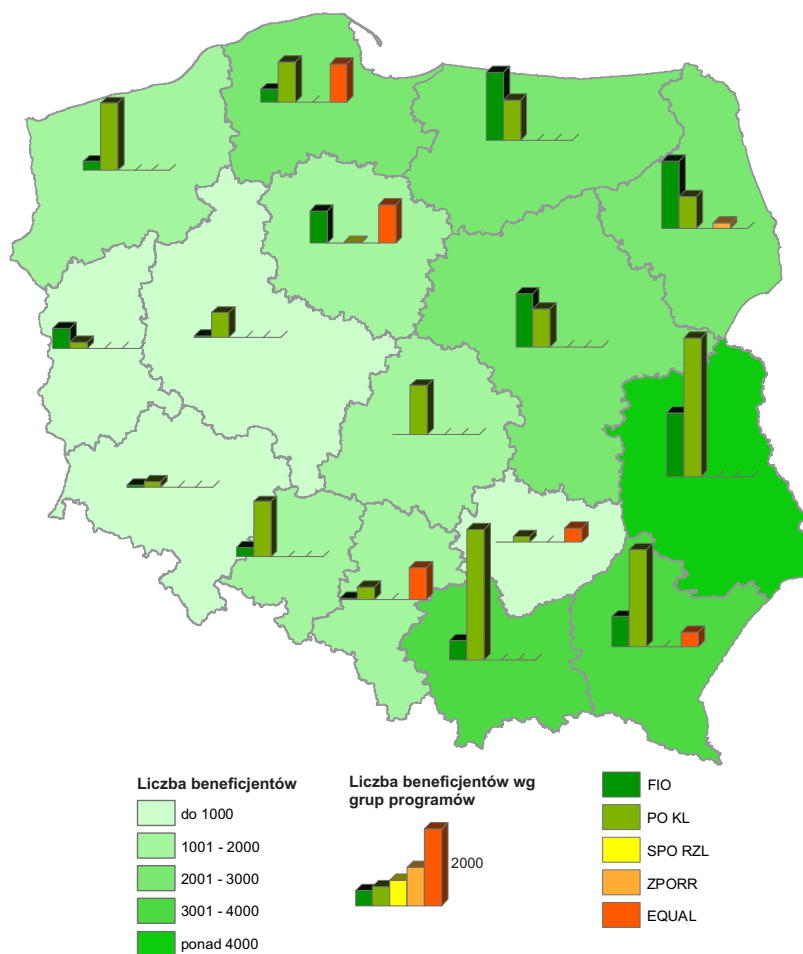 Liczba beneficjentów
do 1000
1001 - 2000
2001 - 3000
3001 - 4000
ponad 4000
Liczba beneficjentów wg
grup programów
2000
FIO
PO KL
SPO RZL
ZPORR
EQUAL